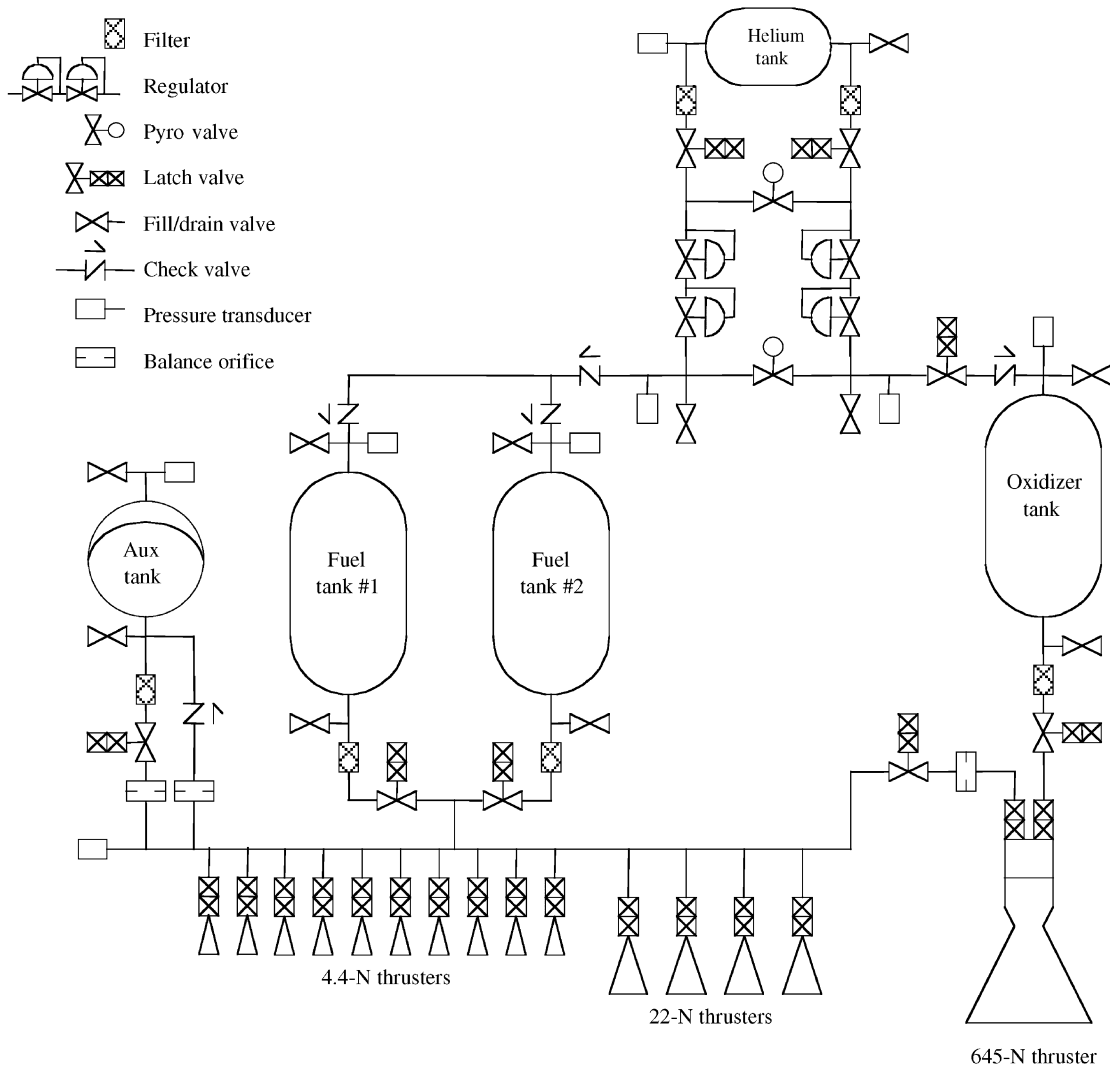 Filter
Regulator
Pyro valve
Latch valve
Fill/drain valve
Check valve
Pressure transducer
Balance orifice
Helium
tank
Oxidizer
tank
Aux
tank
Fuel
tank #1
Fuel
tank #2
4.4-N thrusters
22-N thrusters
645-N thruster